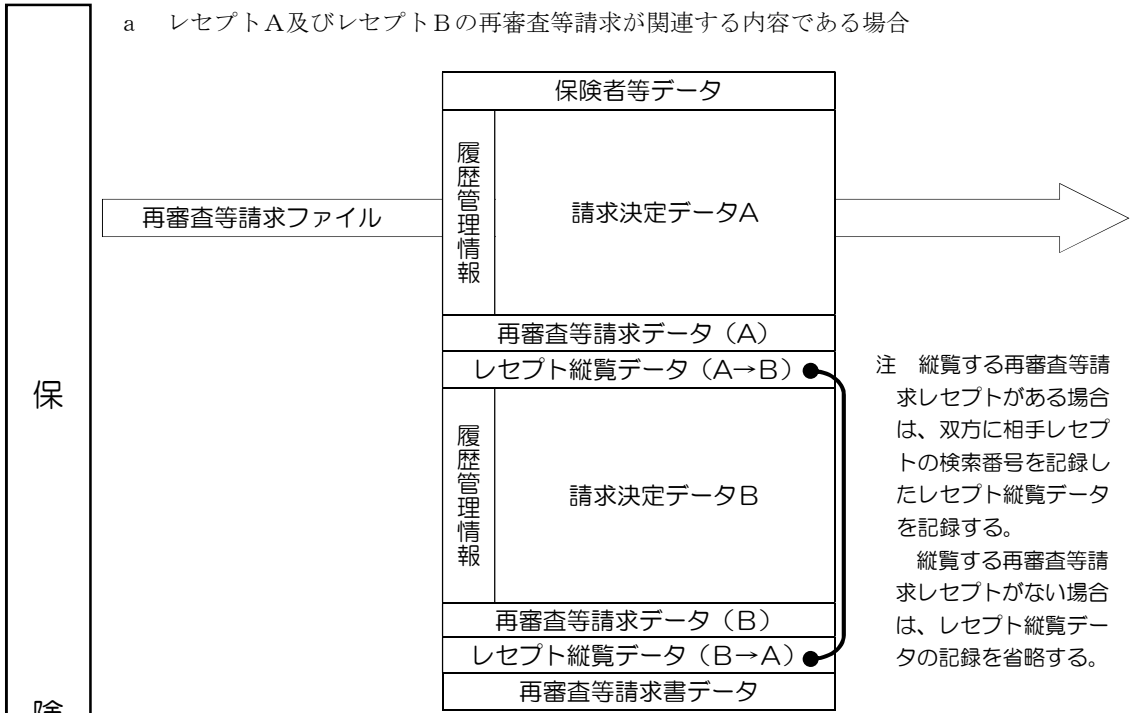 a レセプトA及びレセプトBの再審査等請求が関連する内容である場合
保険者等データ
履歴管理情報
請求決定データA
再審査等請求ファイル
再審査等請求データ（A）
レセプト縦覧データ（A→B）
履歴管理情報
請求決定データB
再審査等請求データ（B）
レセプト縦覧データ（B→A）
再審査等請求書データ
注 縦覧する再審査等請
求レセプトがある場合
は、双方に相手レセプ
トの検索番号を記録し
たレセプト縦覧データ
を記録する。
縦覧する再審査等請
求レセプトがない場合
は、レセプト縦覧デー
タの記録を省略する。
保
険